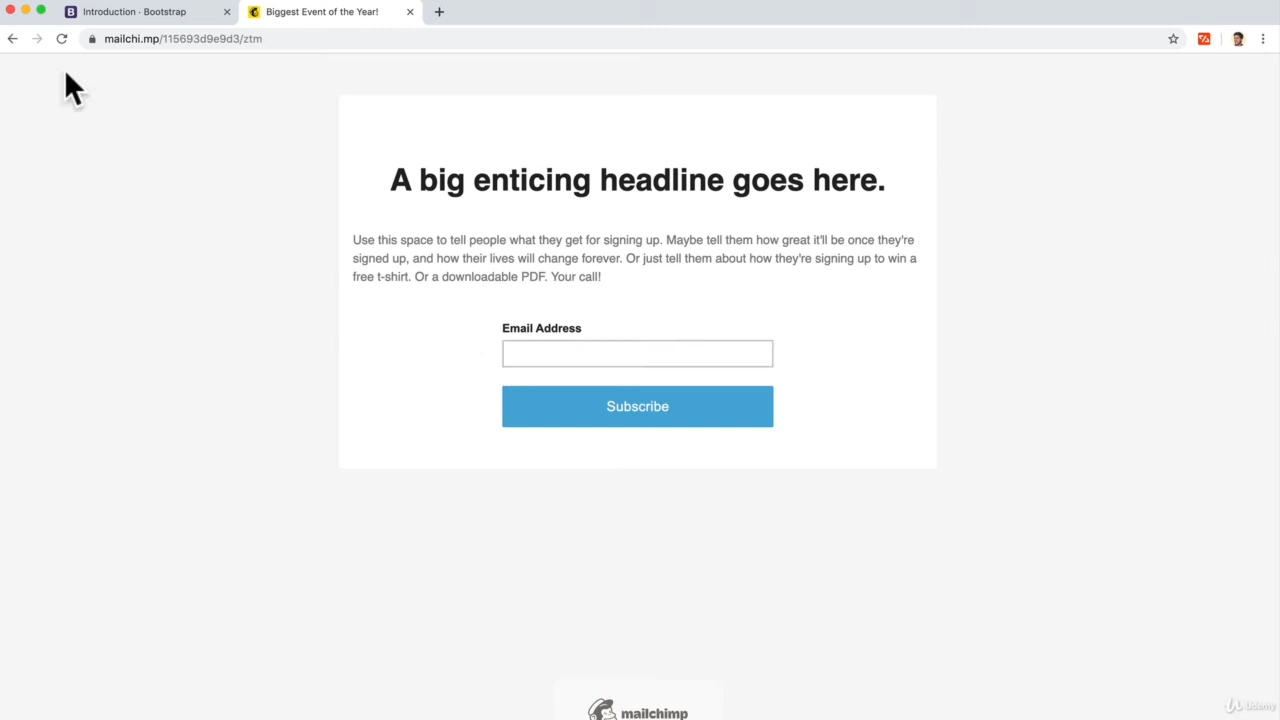 Introduction · Bootstrap
Biggest Event of the Year!
mailchi.mp/115693d9e9d3/ztm
A big enticing headline goes here.
Use this space to tell people what they get for signing up. Maybe tell them how great it'll be once they're
signed up, and how their lives will change forever. Or just tell them about how they're signing up to win a
free t-shirt. Or a downloadable PDF. Your call!
Email Address
Subscribe
mailchimp
Udemy